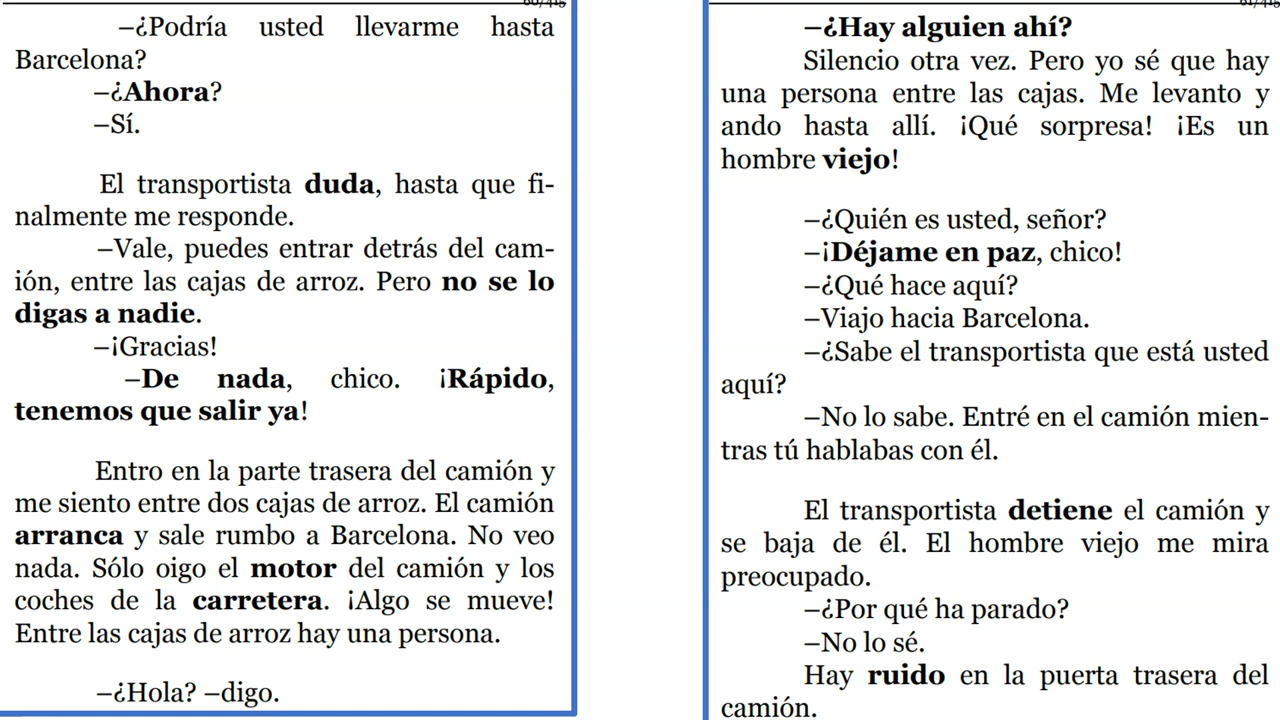 –¿Podría usted llevarme hasta
Barcelona?
–¿Ahora?
–Sí.
El transportista duda, hasta que fi-
nalmente me responde.
–Vale, puedes entrar detrás del cam-
ión, entre las cajas de arroz. Pero no se lo
digas a nadie.
–¡Gracias!
–De nada, chico. ¡Rápido,
tenemos que salir ya!
Entro en la parte trasera del camión y
me siento entre dos cajas de arroz. El camión
arranca y sale rumbo a Barcelona. No veo
nada. Sólo oigo el motor del camión y los
coches de la carretera. ¡Algo se mueve!
Entre las cajas de arroz hay una persona.
–¿Hola? –digo.
–¿Hay alguien ahí?
Silencio otra vez. Pero yo sé que hay
una persona entre las cajas. Me levanto y
ando hasta allí. ¡Qué sorpresa! ¡Es un
hombre viejo!
–¿Quién es usted, señor?
–¡Déjame en paz, chico!
–¿Qué hace aquí?
–Viajo hacia Barcelona.
–¿Sabe el transportista que está usted
aquí?
–No lo sabe. Entré en el camión mien-
tras tú hablabas con él.
El transportista detiene el camión y
se baja de él. El hombre viejo me mira
preocupado.
–¿Por qué ha parado?
–No lo sé.
Hay ruido en la puerta trasera del
camión.